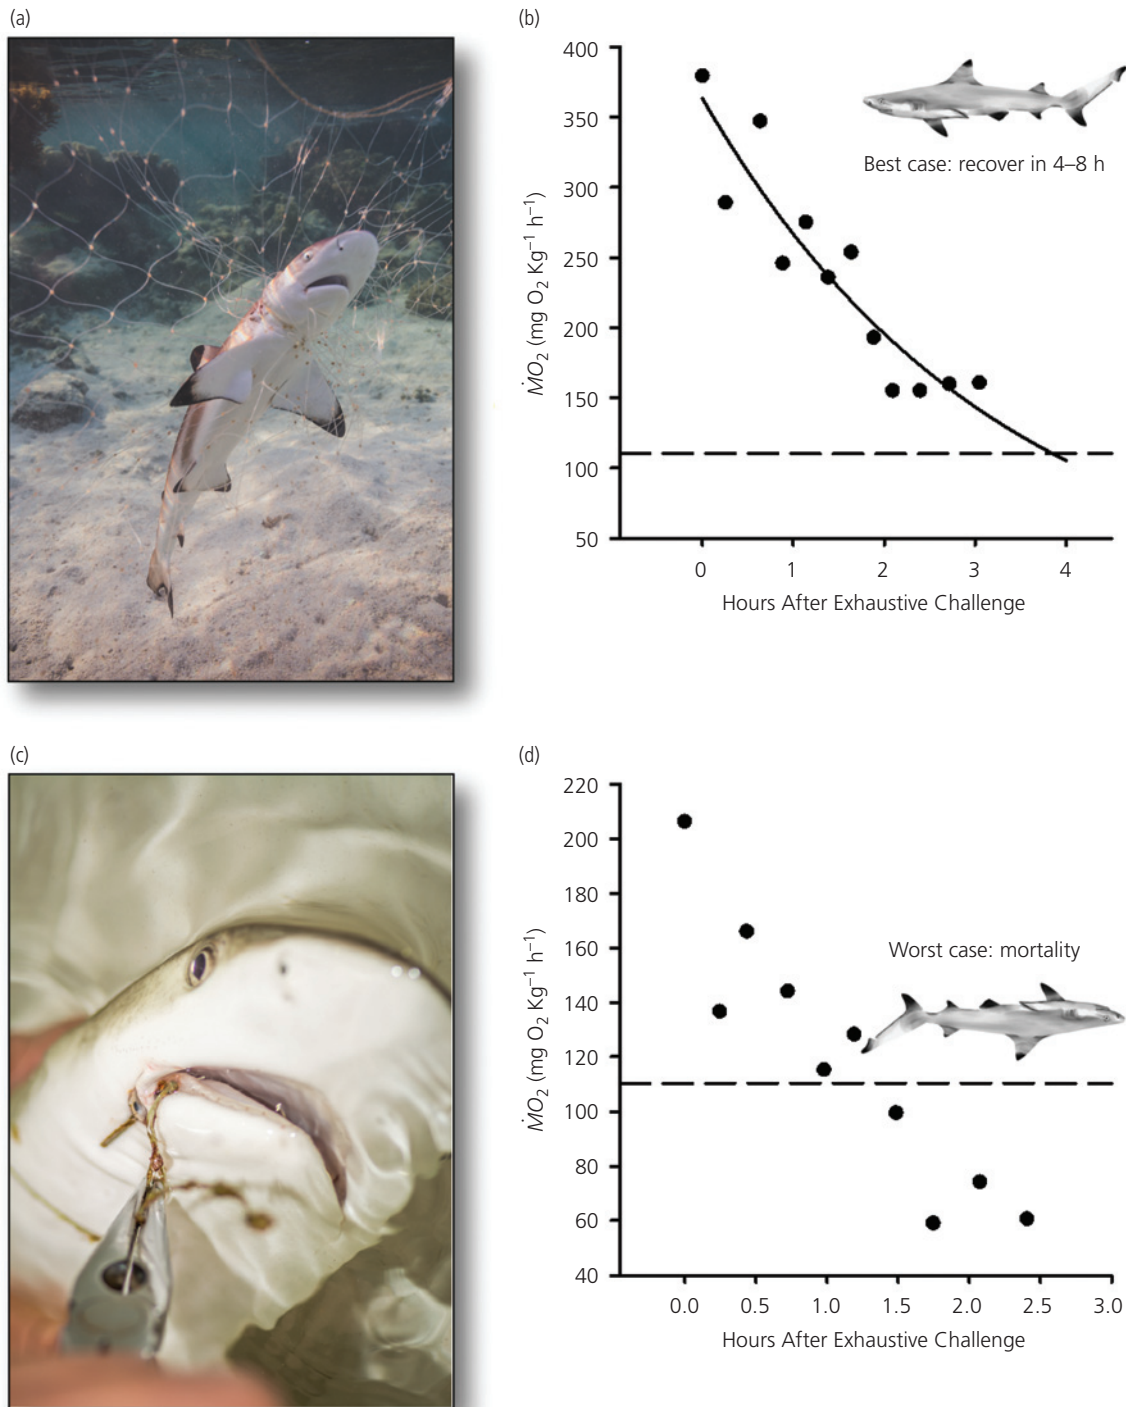 (a)
(b)
400
350
300
250
200
150
100
50
ṀO₂ (mg O₂ Kg⁻¹ h⁻¹)
Best case: recover in 4–8 h
0 1 2 3 4
Hours After Exhaustive Challenge
(c)
(d)
220
200
180
160
140
120
100
80
60
40
ṀO₂ (mg O₂ Kg⁻¹ h⁻¹)
Worst case: mortality
0.0 0.5 1.0 1.5 2.0 2.5 3.0
Hours After Exhaustive Challenge